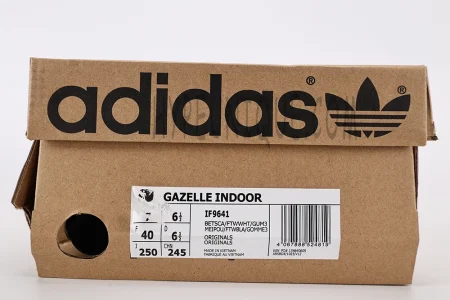 adidas®
®
GAZELLE INDOOR
7 6½
IF9641
BETSCA/FTWWHT/GUM3
MEIPOU/FTWBLA/GOMME3
F 40 D 6½
ORIGINALS
ORIGINALS
250 CHN 245
MADE IN VIETNAM
FABRIQUÉ AU VIETNAM